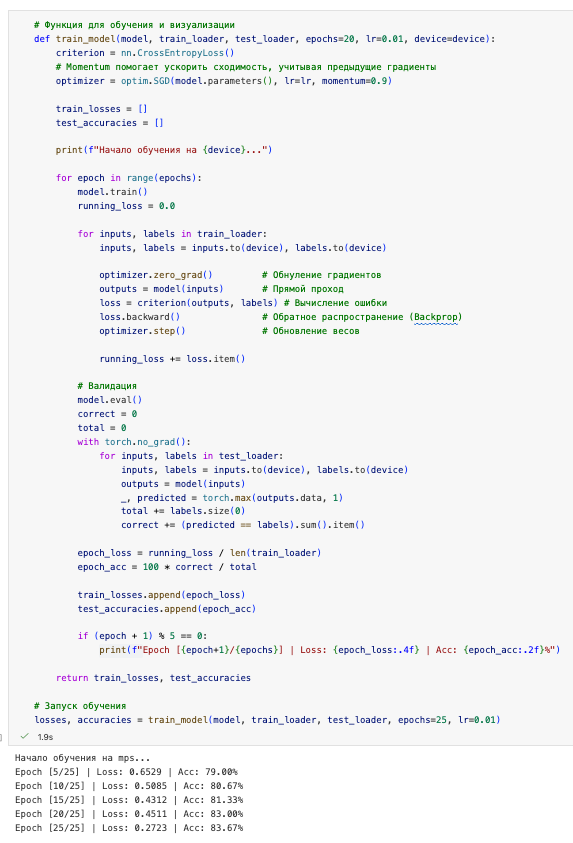 # Функция для обучения и визуализации
def train_model(model, train_loader, test_loader, epochs=20, lr=0.01, device=device):
    criterion = nn.CrossEntropyLoss()
    # Momentum помогает ускорить сходимость, учитывая предыдущие градиенты
    optimizer = optim.SGD(model.parameters(), lr=lr, momentum=0.9)

    train_losses = []
    test_accuracies = []

    print(f"Начало обучения на {device}...")

    for epoch in range(epochs):
        model.train()
        running_loss = 0.0

        for inputs, labels in train_loader:
            inputs, labels = inputs.to(device), labels.to(device)

            optimizer.zero_grad()         # Обнуление градиентов
            outputs = model(inputs)       # Прямой проход
            loss = criterion(outputs, labels) # Вычисление ошибки
            loss.backward()               # Обратное распространение (Backprop)
            optimizer.step()              # Обновление весов

            running_loss += loss.item()

        # Валидация
        model.eval()
        correct = 0
        total = 0
        with torch.no_grad():
            for inputs, labels in test_loader:
                inputs, labels = inputs.to(device), labels.to(device)
                outputs = model(inputs)
                _, predicted = torch.max(outputs.data, 1)
                total += labels.size(0)
                correct += (predicted == labels).sum().item()

        epoch_loss = running_loss / len(train_loader)
        epoch_acc = 100 * correct / total

        train_losses.append(epoch_loss)
        test_accuracies.append(epoch_acc)

        if (epoch + 1) % 5 == 0:
            print(f"Epoch [{epoch+1}/{epochs}] | Loss: {epoch_loss:.4f} | Acc: {epoch_acc:.2f}%")

    return train_losses, test_accuracies

# Запуск обучения
losses, accuracies = train_model(model, train_loader, test_loader, epochs=25, lr=0.01)
] ✓ 1.9s
Начало обучения на mps...
Epoch [5/25] | Loss: 0.6529 | Acc: 79.00%
Epoch [10/25] | Loss: 0.5085 | Acc: 80.67%
Epoch [15/25] | Loss: 0.4312 | Acc: 81.33%
Epoch [20/25] | Loss: 0.4511 | Acc: 83.00%
Epoch [25/25] | Loss: 0.2723 | Acc: 83.67%